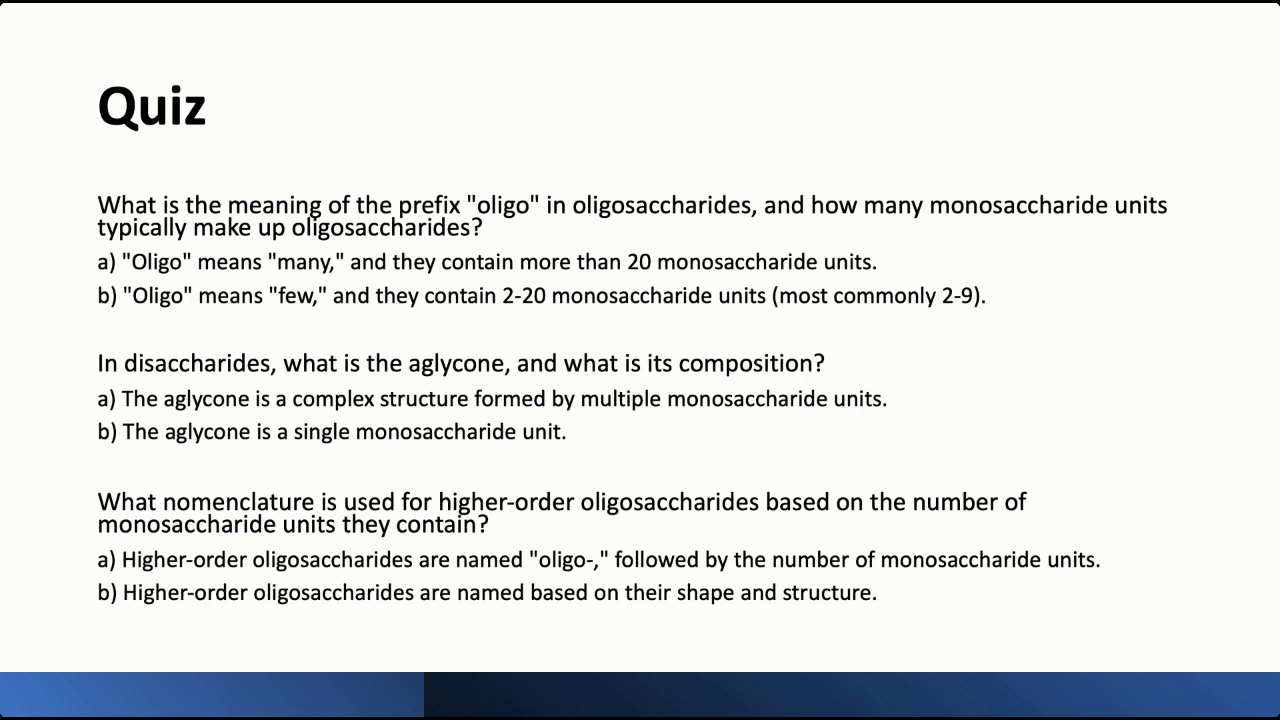 Quiz
What is the meaning of the prefix "oligo" in oligosaccharides, and how many monosaccharide units
typically make up oligosaccharides?
a) "Oligo" means "many," and they contain more than 20 monosaccharide units.
b) "Oligo" means "few," and they contain 2-20 monosaccharide units (most commonly 2-9).
In disaccharides, what is the aglycone, and what is its composition?
a) The aglycone is a complex structure formed by multiple monosaccharide units.
b) The aglycone is a single monosaccharide unit.
What nomenclature is used for higher-order oligosaccharides based on the number of
monosaccharide units they contain?
a) Higher-order oligosaccharides are named "oligo-," followed by the number of monosaccharide units.
b) Higher-order oligosaccharides are named based on their shape and structure.